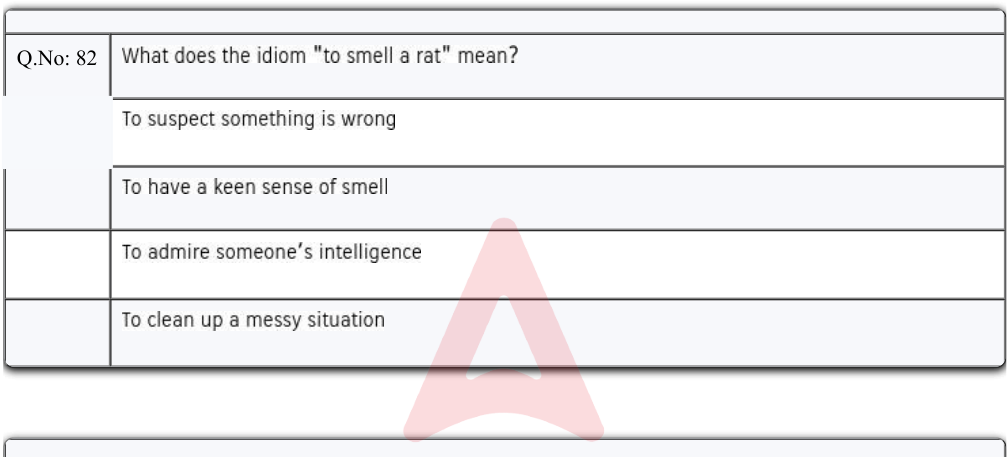 Q.No: 82 What does the idiom "to smell a rat" mean?
To suspect something is wrong
To have a keen sense of smell
To admire someone’s intelligence
To clean up a messy situation